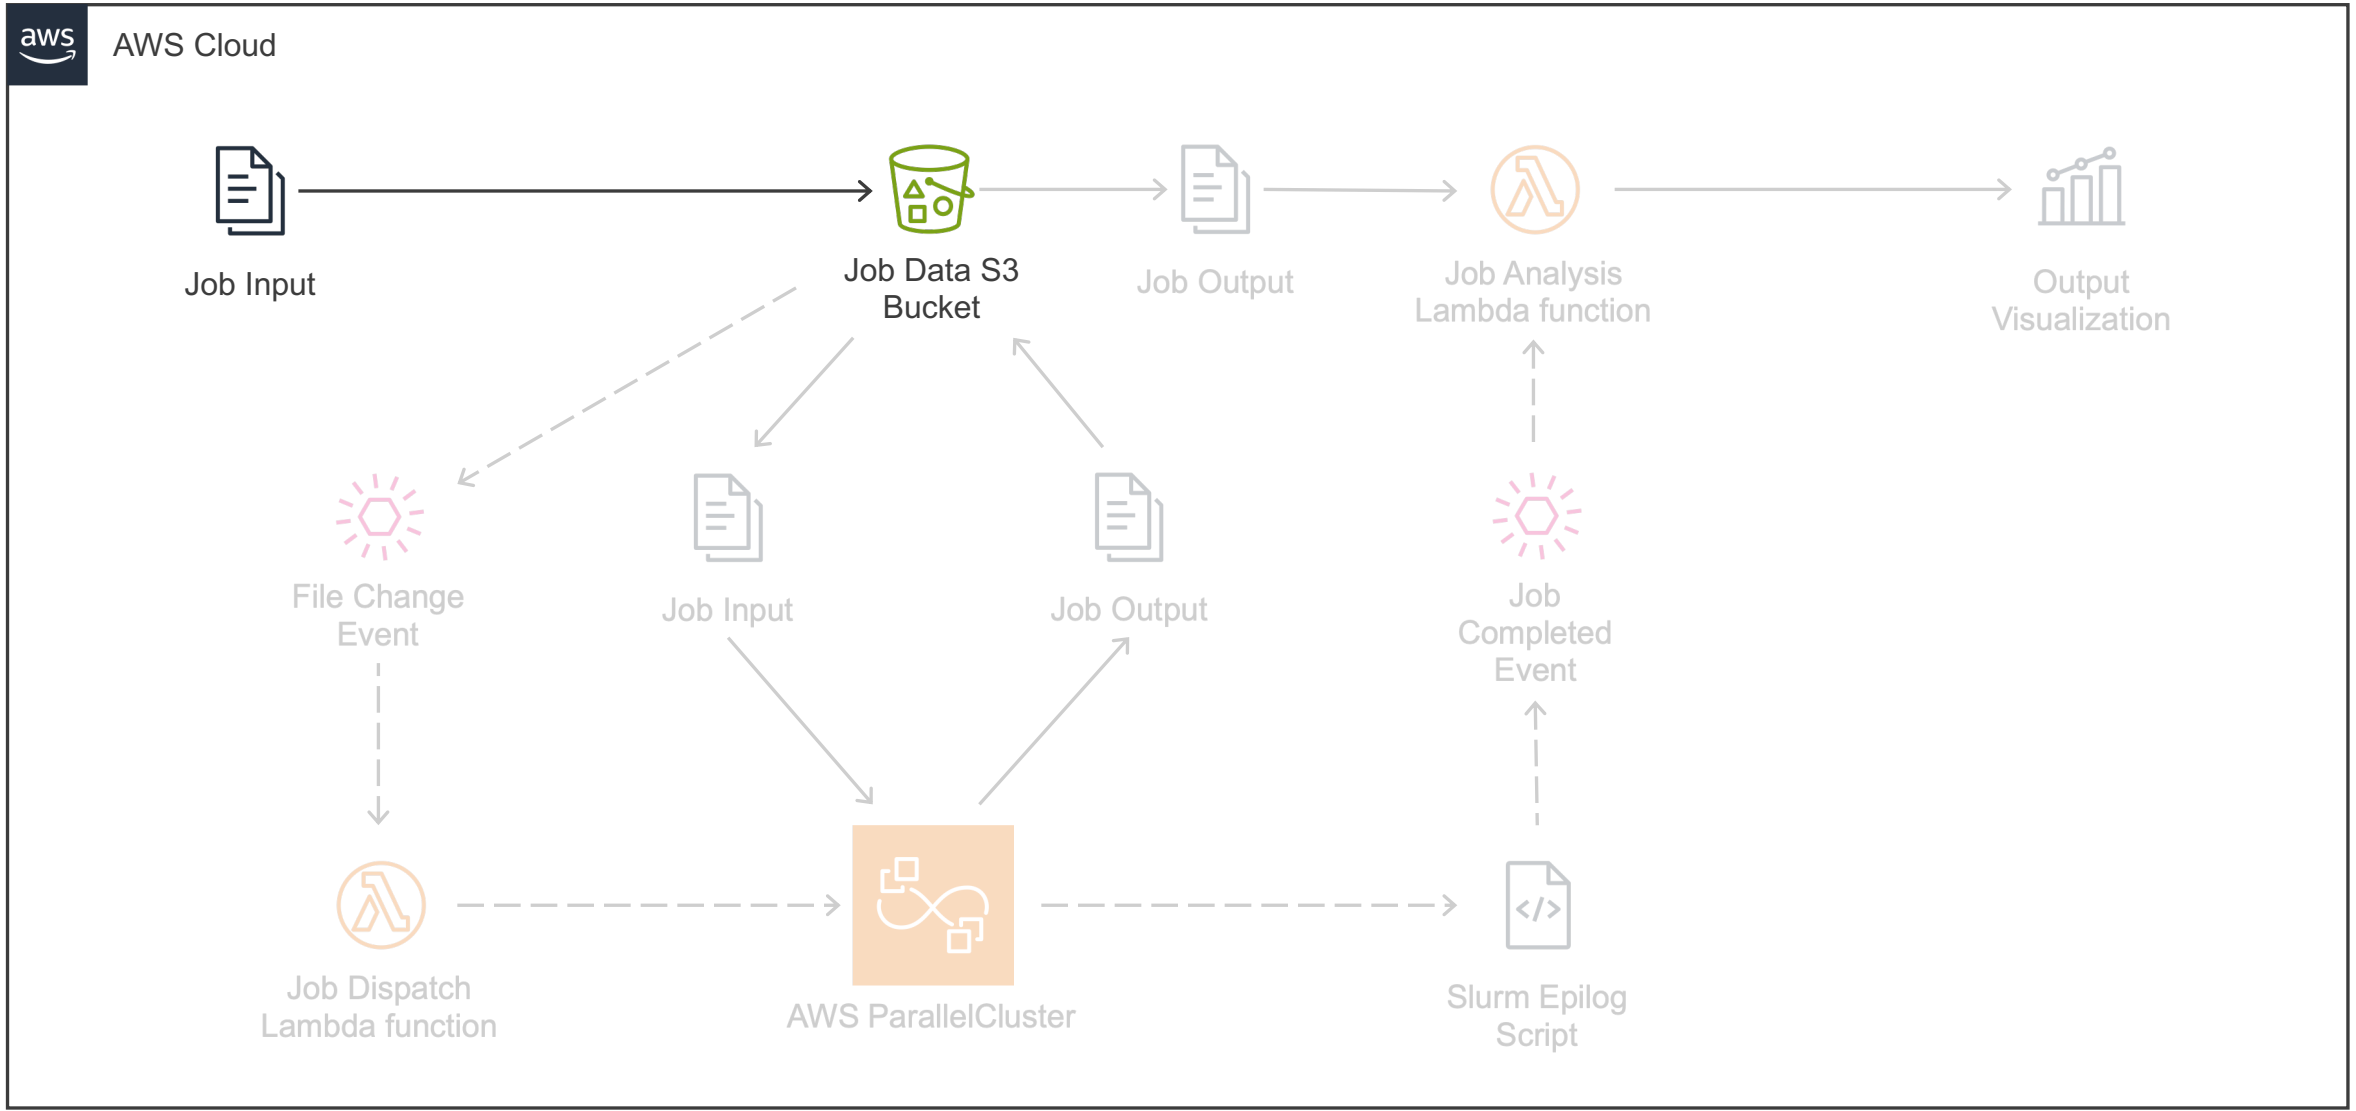 aws
AWS Cloud
Job Input
Job Data S3
Bucket
Job Output
Job Analysis
Lambda function
Output
Visualization
File Change
Event
Job Input
Job Output
Job
Completed
Event
</>
Job Dispatch
Lambda function
AWS ParallelCluster
Slurm Epilog
Script